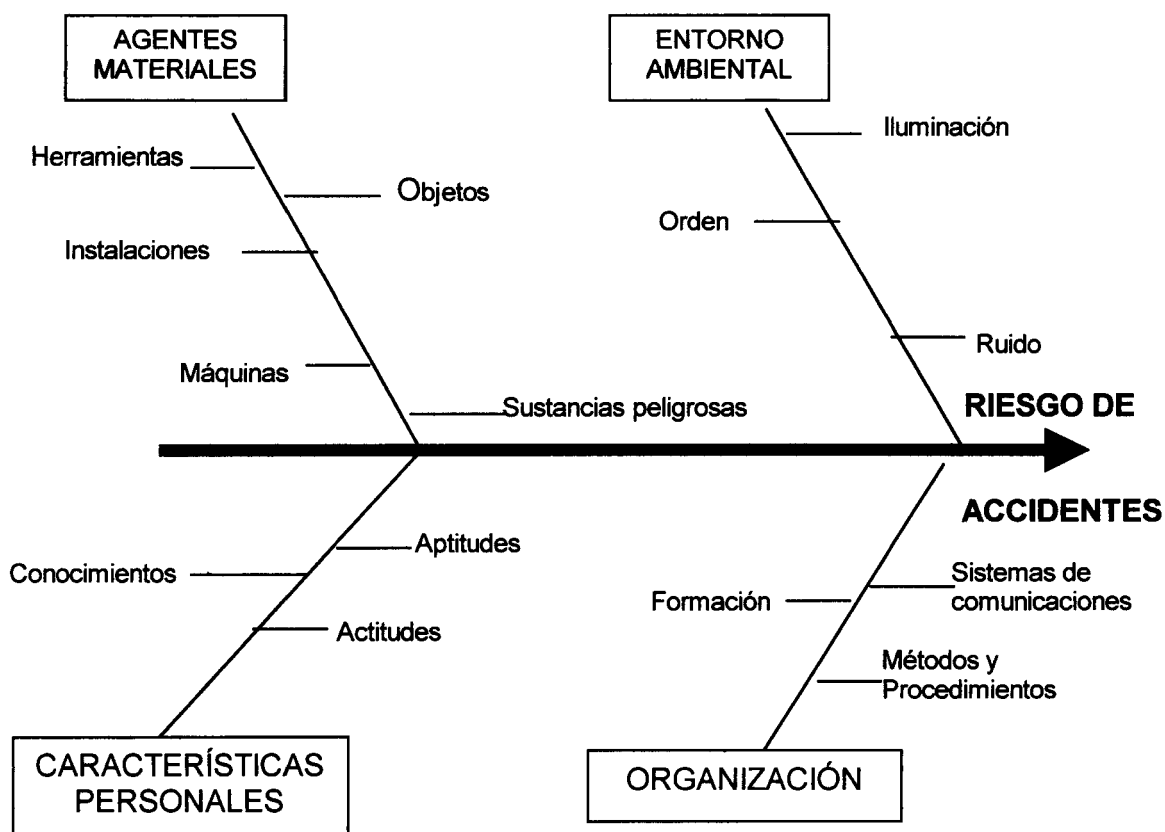 AGENTES
MATERIALES
ENTORNO
AMBIENTAL
Herramientas
Objetos
Instalaciones
Máquinas
Sustancias peligrosas
Iluminación
Orden
Ruido
RIESGO DE
ACCIDENTES
Aptitudes
Conocimientos
Actitudes
Sistemas de
comunicaciones
Formación
Métodos y
Procedimientos
CARACTERÍSTICAS
PERSONALES
ORGANIZACIÓN